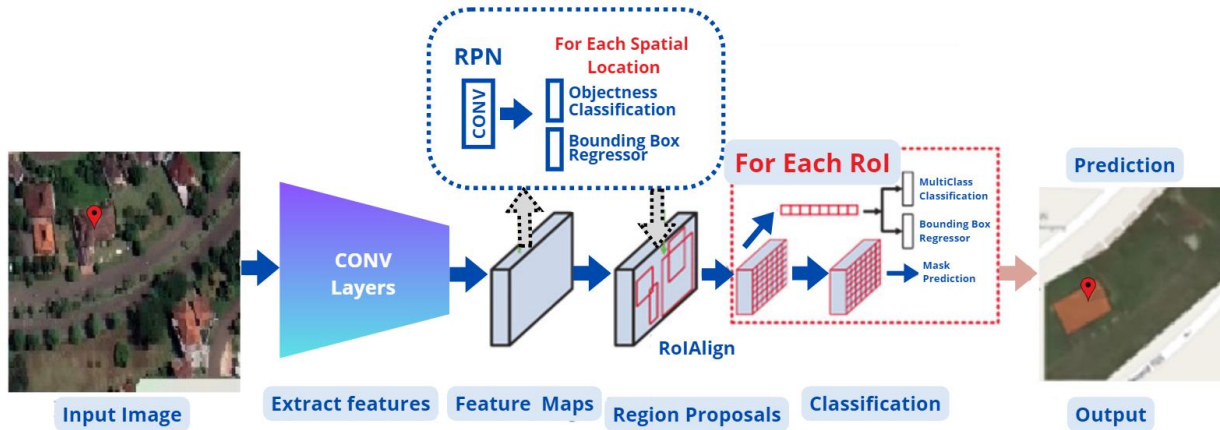 RPN
For Each Spatial
Location
CONV
Objectness
Classification
Bounding Box
Regressor
For Each RoI
MultiClass
Classification
Bounding Box
Regressor
Mask
Prediction
Prediction
CONV
Layers
RoIAlign
Input Image
Extract features
Feature Maps
Region Proposals
Classification
Output